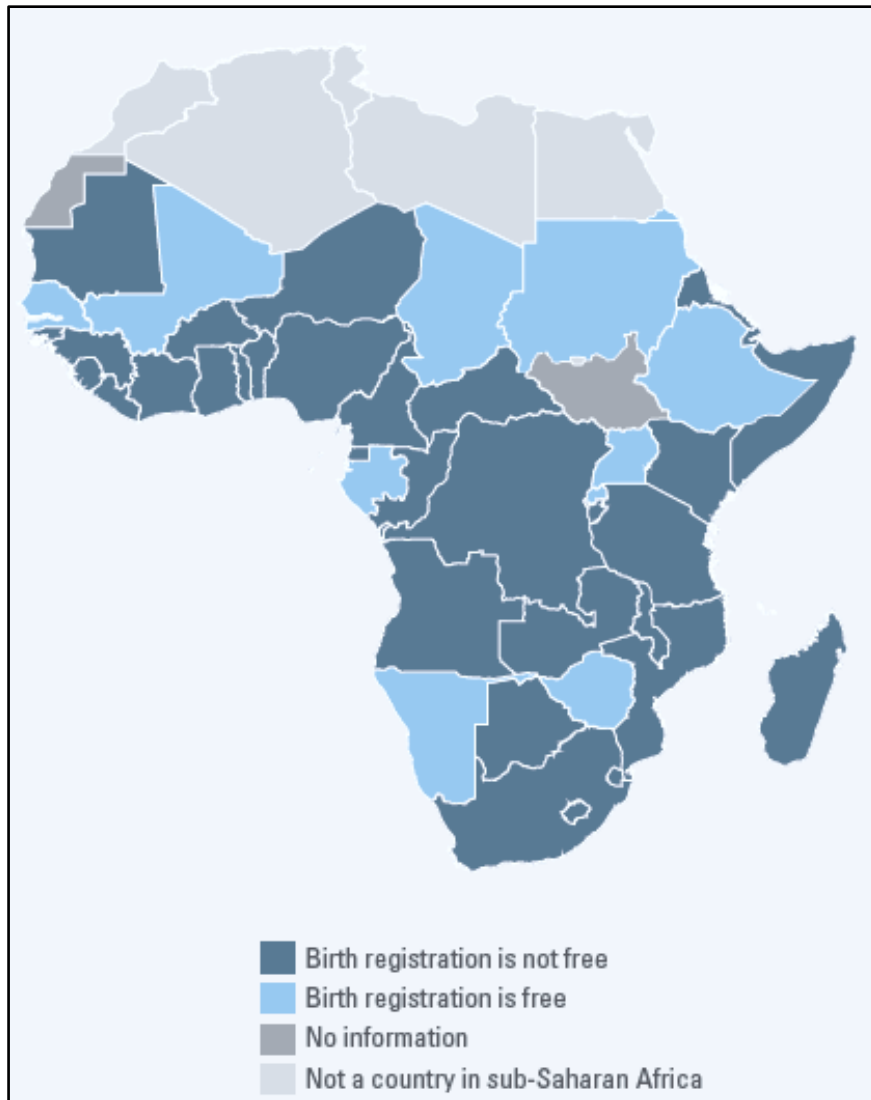 Birth registration is not free
Birth registration is free
No information
Not a country in sub-Saharan Africa